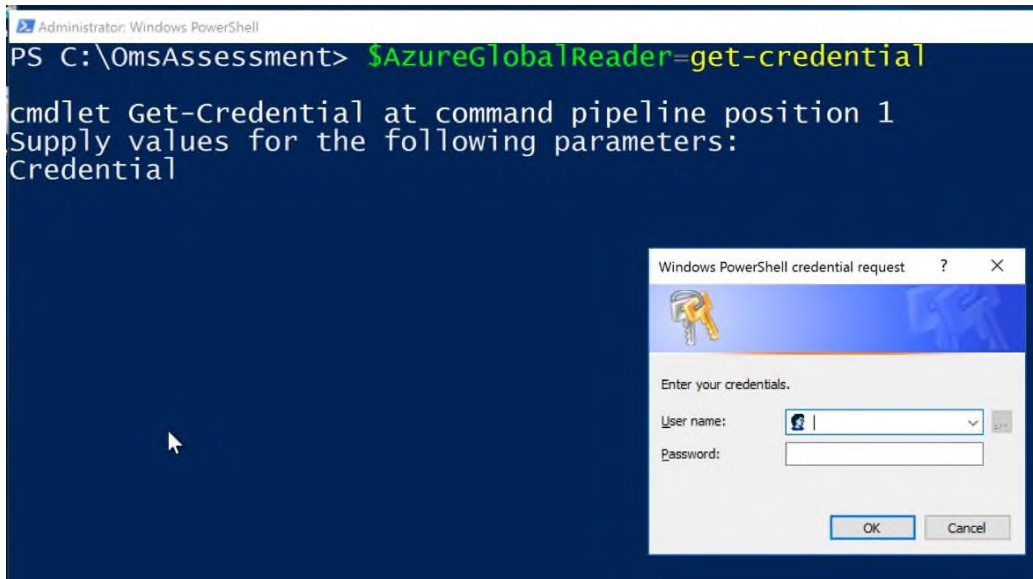 Administrator: Windows PowerShell
PS C:\OmsAssessment> $AzureGlobalReader=get-credential
cmdlet Get-Credential at command pipeline position 1
Supply values for the following parameters:
Credential
Windows PowerShell credential request ?
Enter your credentials.
User name:
...
Password:
OK Cancel